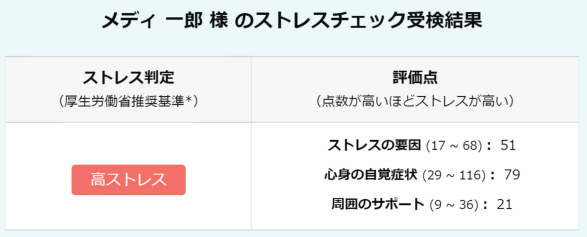 メディ 一郎 様 のストレスチェック受検結果
ストレス判定
（厚生労働省推奨基準*）
評価点
（点数が高いほどストレスが高い）
高ストレス
ストレスの要因 (17 ~ 68)： 51
心身の自覚症状 (29 ~ 116)： 79
周囲のサポート (9 ~ 36)： 21